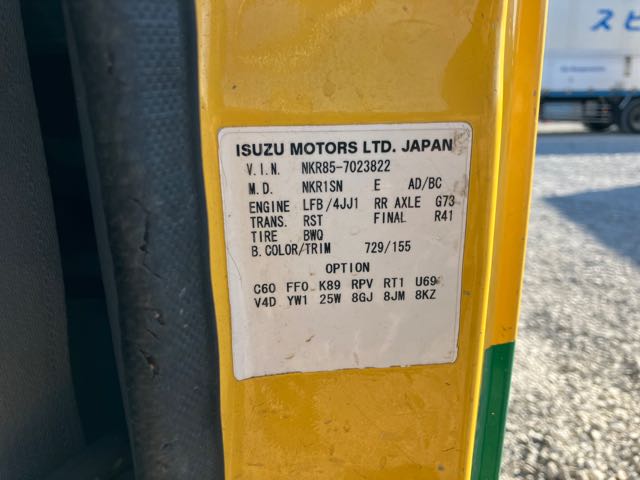 スビ
ISUZU MOTORS LTD. JAPAN
V.I.N. NKR85-7023822
M.D. NKR1SN E AD/BC
ENGINE LFB/4JJ1 RR AXLE G73
TRANS. RST FINAL R41
TIRE BWQ
B.COLOR/TRIM 729/155
OPTION
C60 FF0 K89 RPV RT1 U69
V4D YW1 25W 8GJ 8JM 8KZ